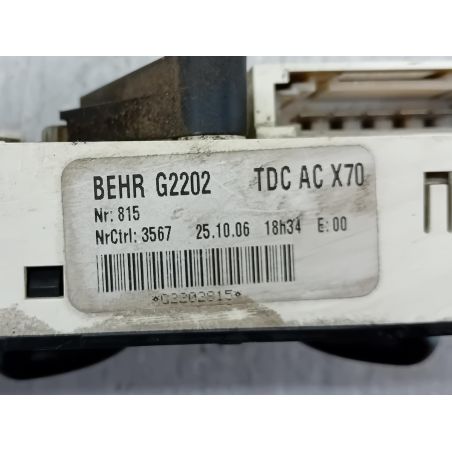 BEHR G2202 TDC AC X70
Nr: 815
NrCtrl: 3567 25.10.06 18h34 E: 00
*G2202815*